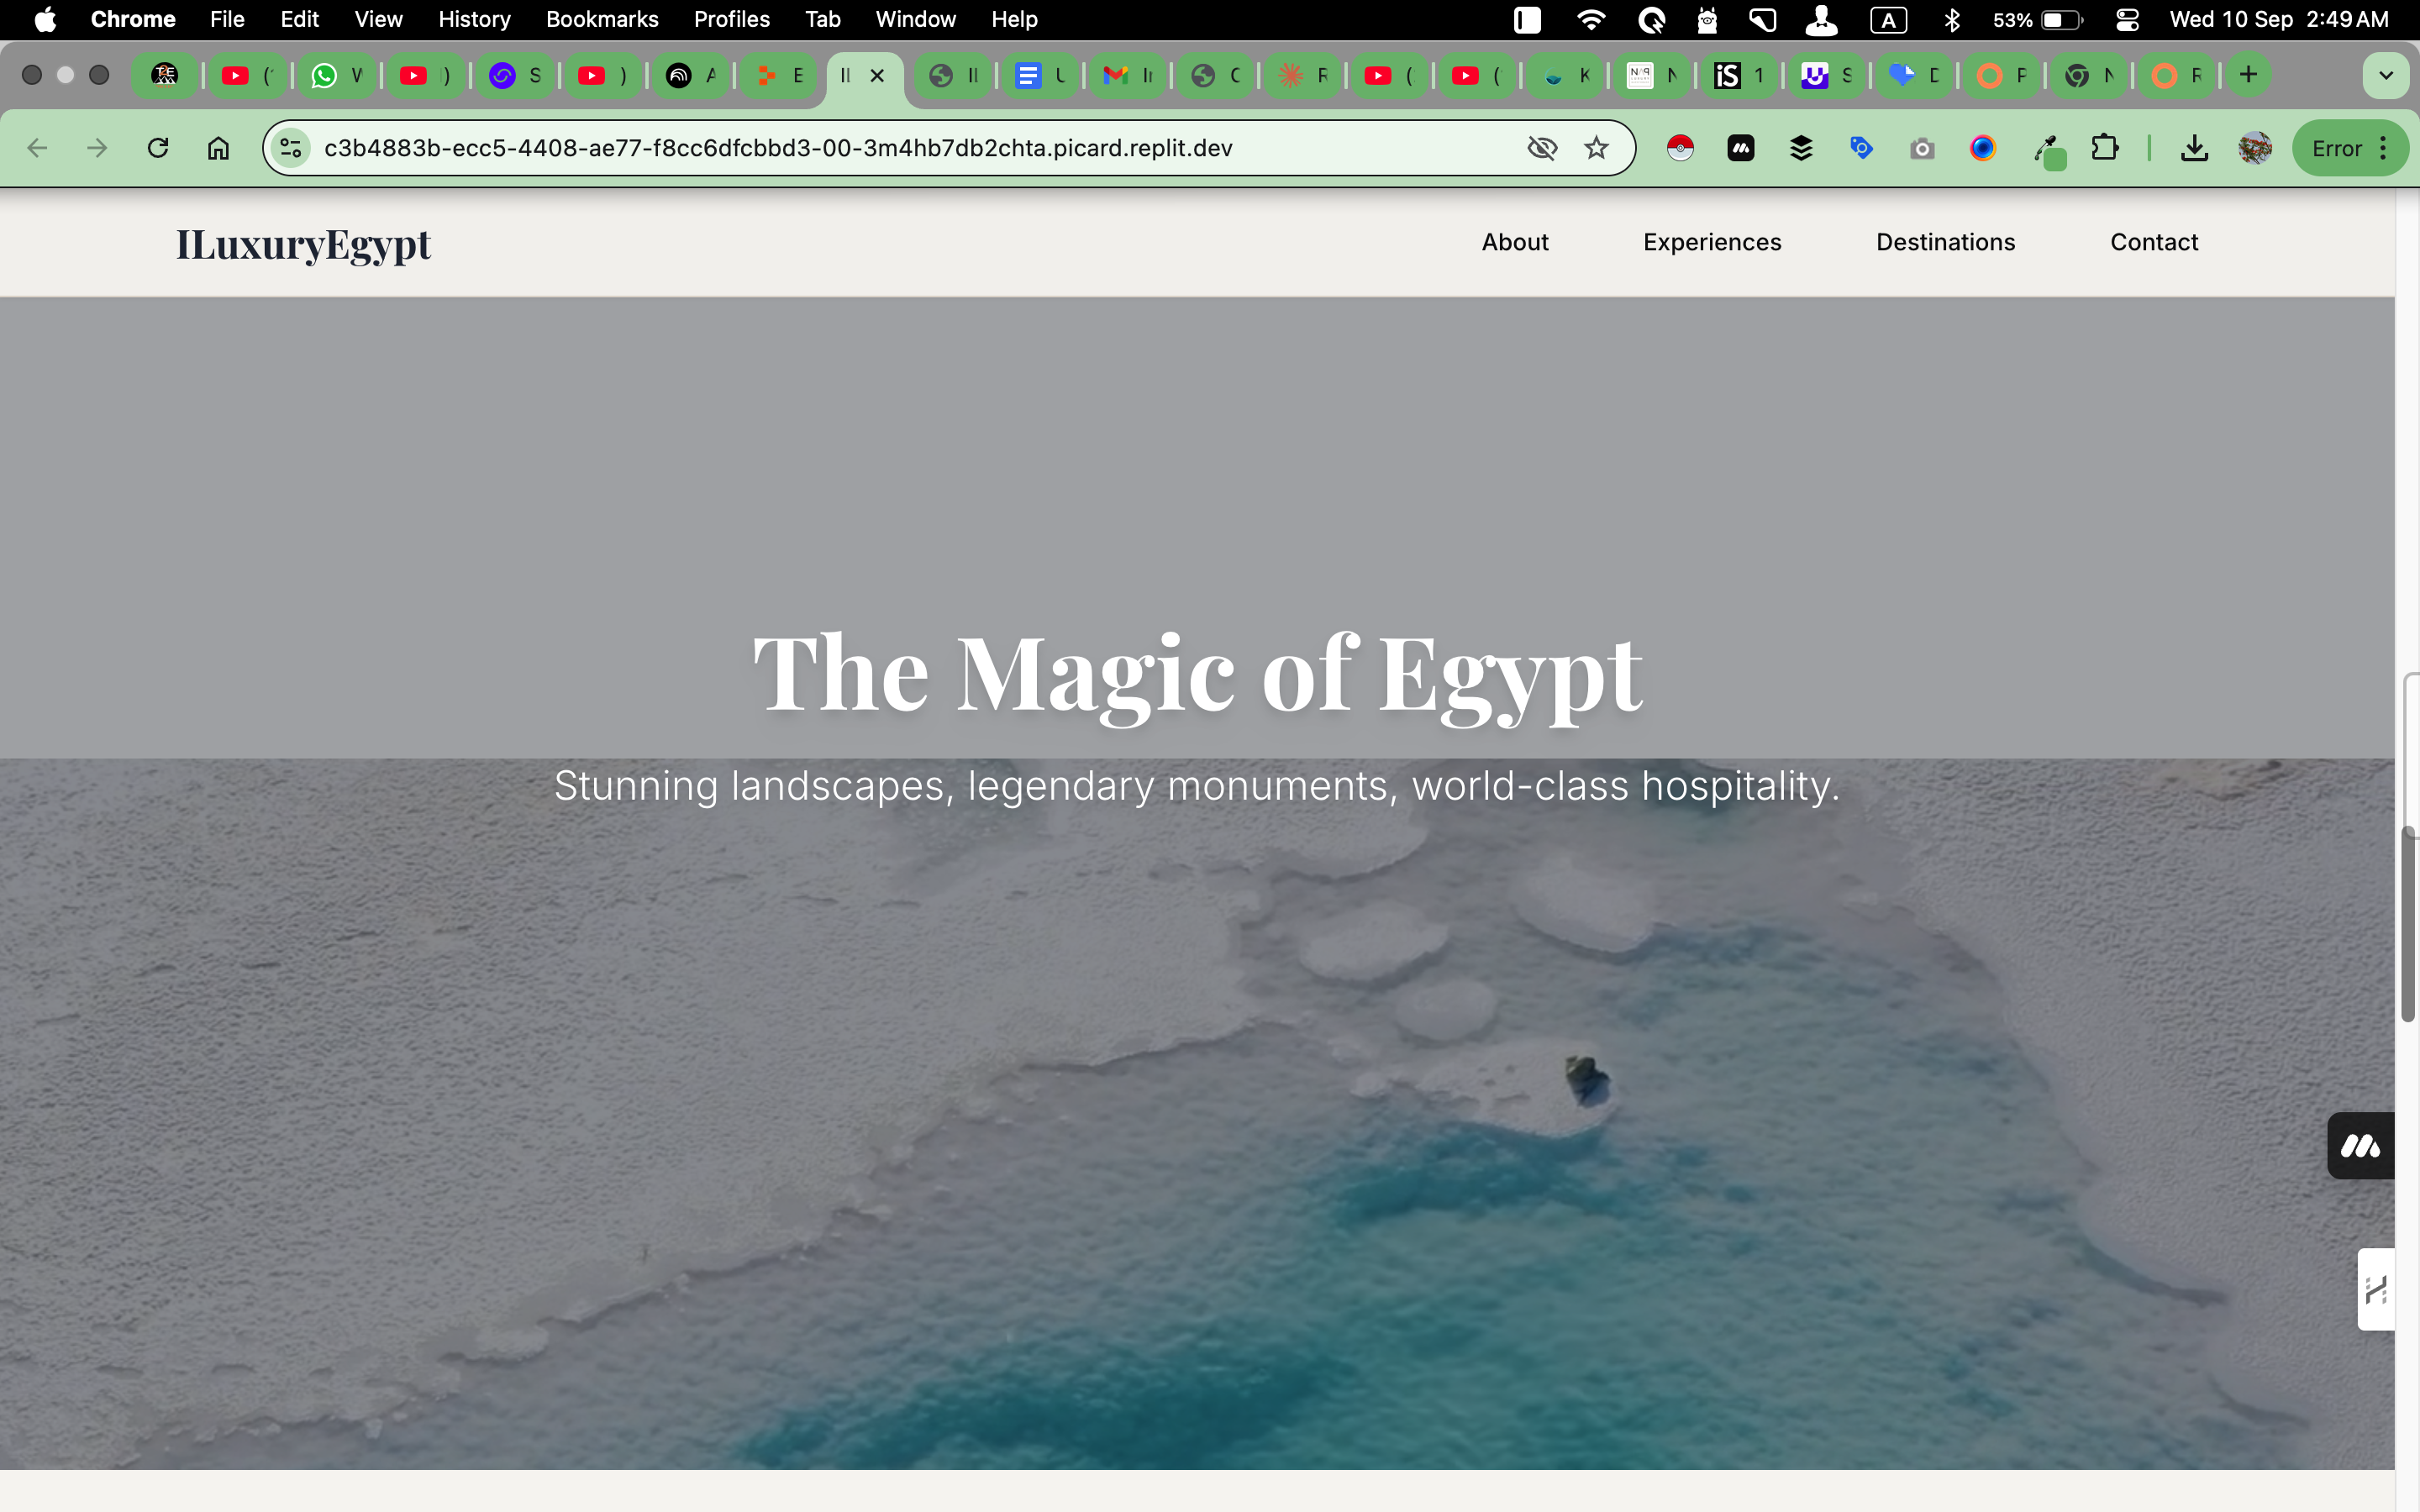 Chrome File Edit View History Bookmarks Profiles Tab Window Help A 53% Wed 10 Sep 2:49 AM
c3b4883b-ecc5-4408-ae77-f8cc6dfcbbd3-00-3m4hb7db2chta.picard.replit.dev Error
ILuxuryEgypt About Experiences Destinations Contact
The Magic of Egypt
Stunning landscapes, legendary monuments, world-class hospitality.